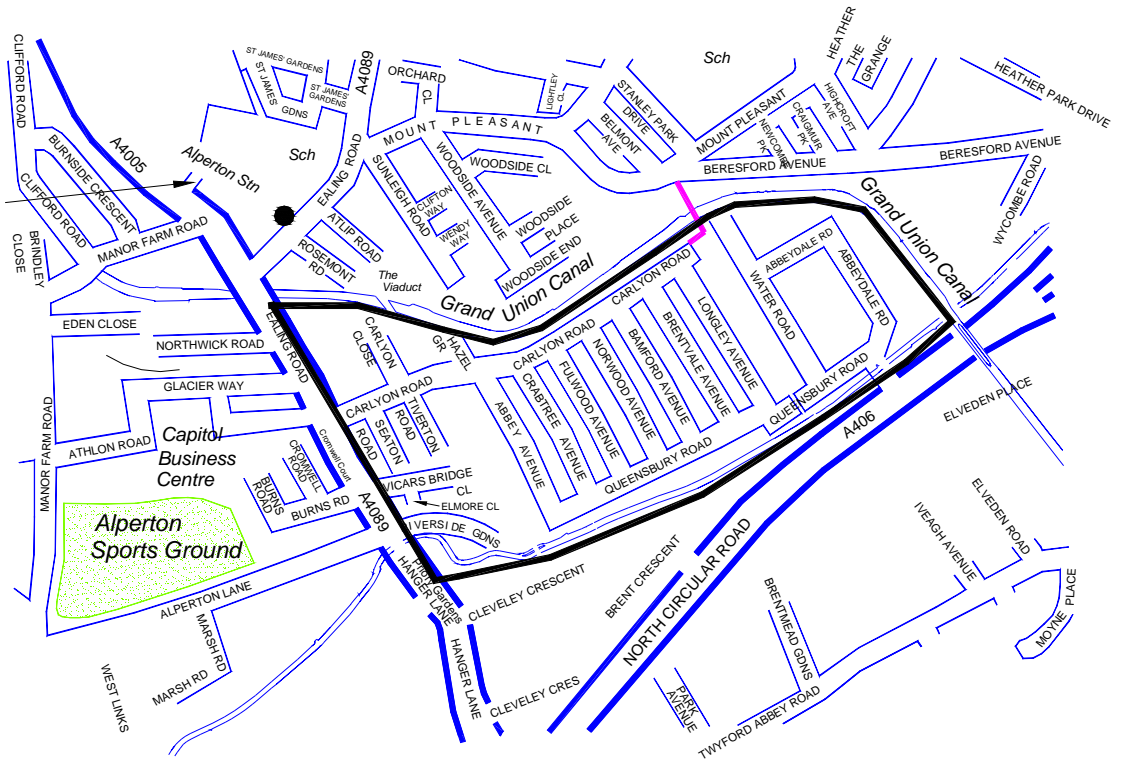 CLIFFORD ROAD
A4005
BURNSIDE CRESCENT
CLIFFORD ROAD
BRINDLEY
CLOSE
MANOR FARM ROAD
Alperton Stn
ST JAMES' GARDENS
ST JAMES
GDNS
ST JAMES'
GARDENS
A4089
ORCHARD
CL
Sch
EALING ROAD
MOUNT PLEASANT
LIGHTLEY
CL
STANLEY PARK
DRIVE
BELMONT
AVE
Sch
MOUNT PLEASANT
NEWCOMBE
PK
CRAIGMUIR
PK
HIGHCROFT
AVE
HEATHER
THE
GRANGE
HEATHER PARK DRIVE
BERESFORD AVENUE
BERESFORD AVENUE
WYCOMBE ROAD
SUNLEIGH ROAD
CLIFTON
WAY
WENDY
WAY
WOODSIDE AVENUE
WOODSIDE CL
WOODSIDE
PLACE
WOODSIDE END
ATLIP ROAD
ROSEMONT
RD
The
Viaduct
Grand Union Canal
Grand Union Canal
EDEN CLOSE
NORTHWICK ROAD
GLACIER WAY
ATHLON ROAD
MANOR FARM ROAD
Capitol
Business
Centre
EALING ROAD
CARLYON
CLOSE
HAZEL
GR
CARLYON ROAD
CARLYON ROAD
CARLYON ROAD
ABBEYDALE RD
ABBEYDALE RD
WATER ROAD
LONGLEY AVENUE
BRENTVALE AVENUE
BAMFORD AVENUE
NORWOOD AVENUE
FULWOOD AVENUE
CRABTREE AVENUE
ABBEY AVENUE
TIVERTON
ROAD
SEATON
ROAD
VICARS BRIDGE
CL
ELMORE CL
RIVERSIDE GDNS
QUEENSBURY ROAD
QUEENSBURY ROAD
Cromwell Court
CROMWELL
ROAD
BURNS
ROAD
BURNS RD
A4089
Alperton
Sports Ground
ALPERTON LANE
MARSH RD
MARSH RD
WEST LINKS
HANGER LANE
HANGER LANE
CLEVELEY CRESCENT
CLEVELEY CRES
BRENT CRESCENT
NORTH CIRCULAR ROAD
A406
ELVEDEN PLACE
ELVEDEN ROAD
IVEAGH AVENUE
MOYNE PLACE
BRENTMEAD GDNS
PARK
AVENUE
TWYFORD ABBEY ROAD